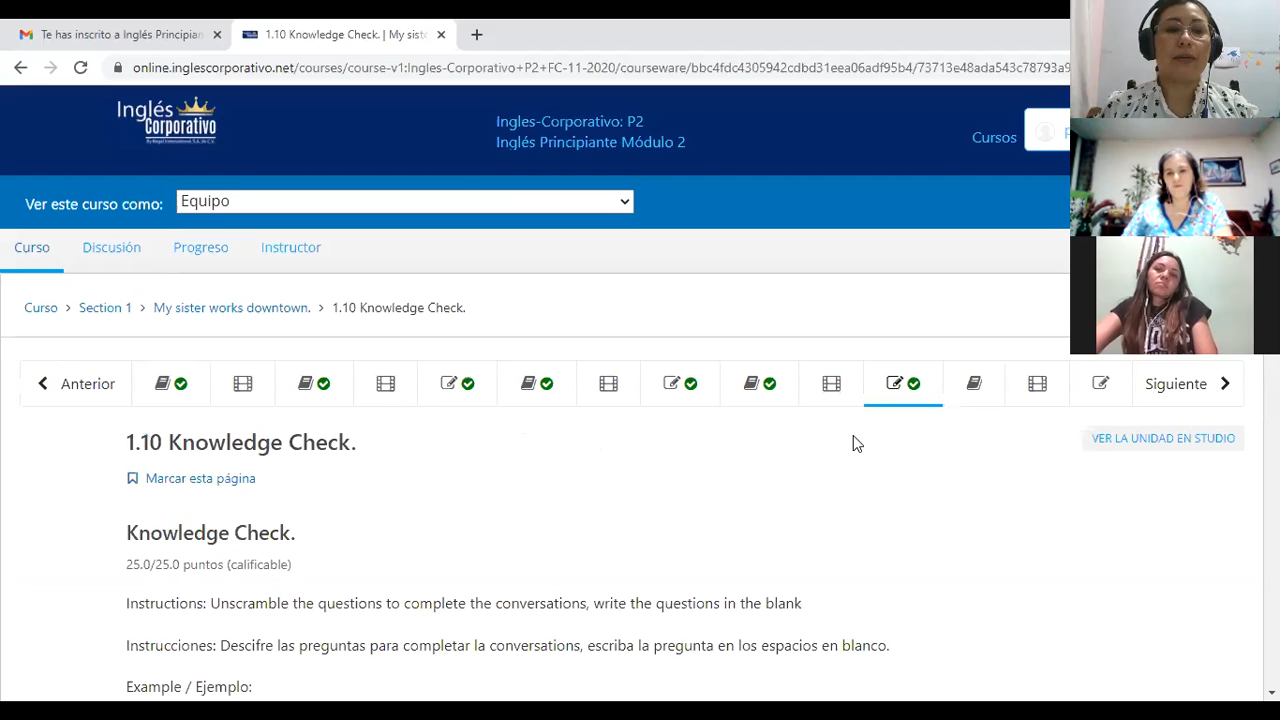 Te has inscrito a Inglés Principian
1.10 Knowledge Check. | My sist
online.inglescorporativo.net/courses/course-v1:Ingles-Corporativo+P2+FC-11-2020/courseware/bbc4fdc4305942cdbd31eea06adf95b4/73713e48ada543c78793a9
Inglés
Corporativo
Ingles-Corporativo: P2
Inglés Principiante Módulo 2
Cursos
Ver este curso como:
Equipo
Curso
Discusión
Progreso
Instructor
Curso > Section 1 > My sister works downtown. > 1.10 Knowledge Check.
Anterior
Siguiente
1.10 Knowledge Check.
VER LA UNIDAD EN STUDIO
Marcar esta página
Knowledge Check.
25.0/25.0 puntos (calificable)
Instructions: Unscramble the questions to complete the conversations, write the questions in the blank
Instrucciones: Descifre las preguntas para completar la conversations, escriba la pregunta en los espacios en blanco.
Example / Ejemplo: